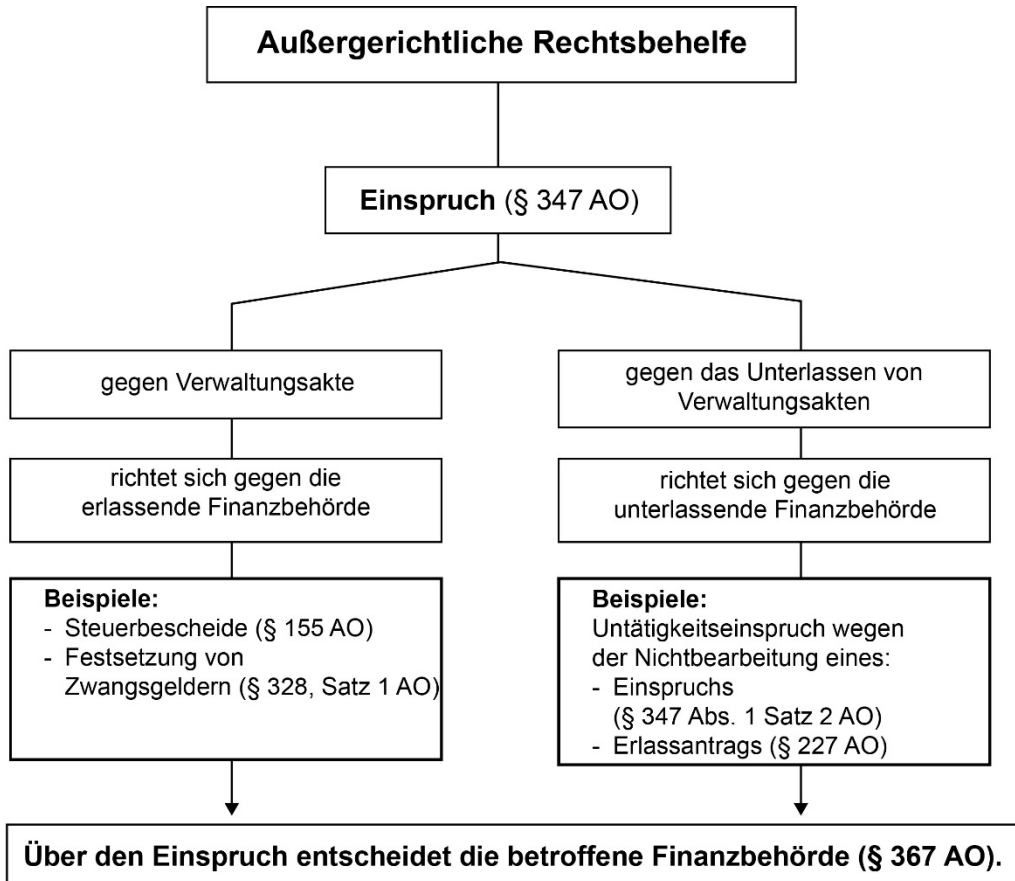 Außergerichtliche Rechtsbehelfe
Einspruch (§ 347 AO)
gegen Verwaltungsakte
richtet sich gegen die
erlassende Finanzbehörde
Beispiele:
- Steuerbescheide (§ 155 AO)
- Festsetzung von
Zwangsgeldern (§ 328, Satz 1 AO)
gegen das Unterlassen von
Verwaltungsakten
richtet sich gegen die
unterlassende Finanzbehörde
Beispiele:
Untätigkeitseinspruch wegen
der Nichtbearbeitung eines:
- Einspruchs
(§ 347 Abs. 1 Satz 2 AO)
- Erlassantrags (§ 227 AO)
Über den Einspruch entscheidet die betroffene Finanzbehörde (§ 367 AO).